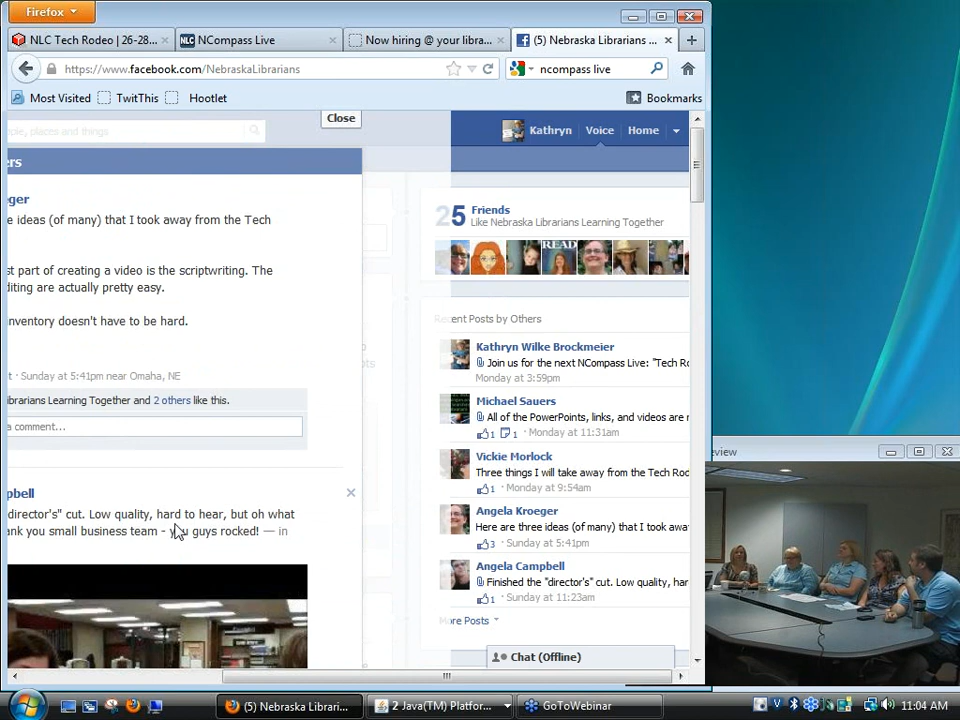 Firefox
NLC Tech Rodeo | 26-28...
NLC NCompass Live
Now hiring @ your libra...
(5) Nebraska Librarians ...
https://www.facebook.com/NebraskaLibrarians
ncompass live
Most Visited
TwitThis
Hootlet
Bookmarks
ople, places and things
Close
Kathryn
Voice
Home
ers
eger
e ideas (of many) that I took away from the Tech
25 Friends
Like Nebraska Librarians Learning Together
READ
st part of creating a video is the scriptwriting. The
diting are actually pretty easy.
inventory doesn't have to be hard.
Recent Posts by Others
Kathryn Wilke Brockmeier
Join us for the next NCompass Live: "Tech Ro
Monday at 3:59pm
· Sunday at 5:41pm near Omaha, NE
ibrarians Learning Together and 2 others like this.
a comment...
Michael Sauers
All of the PowerPoints, links, and videos are
1 1 · Monday at 11:31am
Vickie Morlock
Three things I will take away from the Tech Rod
1 · Monday at 9:54am
pbell
director's" cut. Low quality, hard to hear, but oh what
ank you small business team - you guys rocked! — in
Angela Kroeger
Here are three ideas (of many) that I took awa
3 · Sunday at 5:41pm
Angela Campbell
Finished the "director's" cut. Low quality, har
1 · Sunday at 11:23am
More Posts
Chat (Offline)
eview
(5) Nebraska Librari...
2 Java(TM) Platfor...
GoToWebinar
11:04 AM